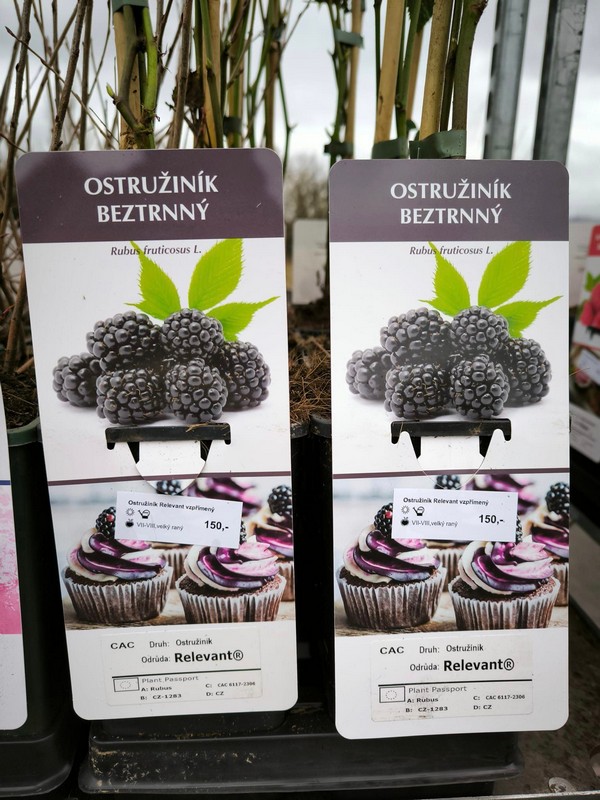 OSTRUŽINÍK
BEZTRNNÝ
Rubus fruticosus L.
Ostružiník Relevant vzpřímený
VII-VIII,velký raný 150,-
CAC Druh: Ostružiník
Odrůda: Relevant®
Plant Passport
A: Rubus C: CAC 6117-2306
B: CZ-1283 D: CZ
OSTRUŽINÍK
BEZTRNNÝ
Rubus fruticosus L.
Ostružiník Relevant vzpřímený
VII-VIII,velký raný 150,-
CAC Druh: Ostružiník
Odrůda: Relevant®
Plant Passport
A: Rubus C: CAC 6117-2306
B: CZ-1283 D: CZ